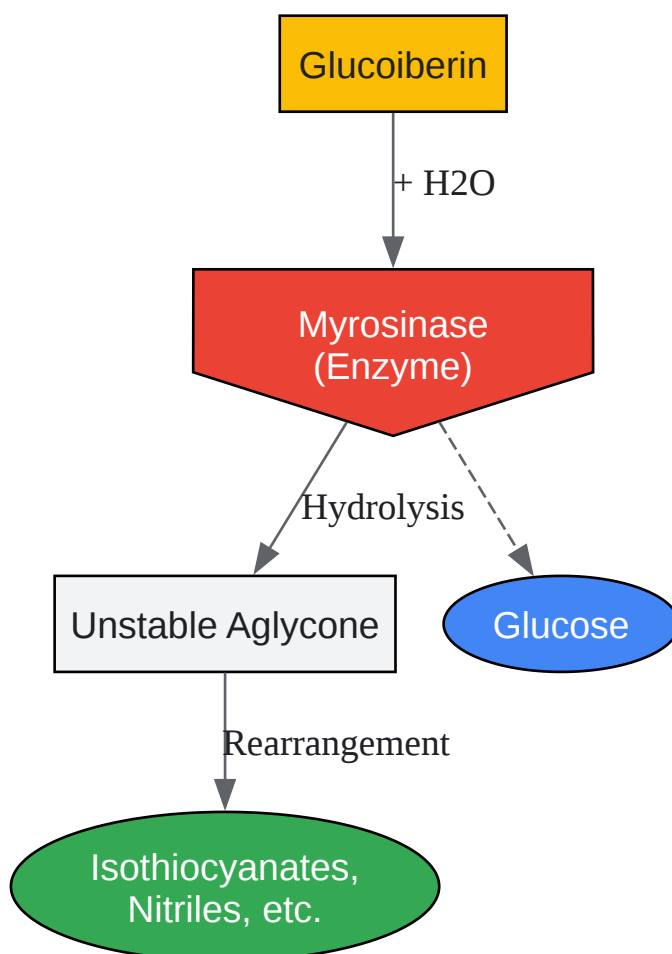 Glucoiberin
+ H2O
Myrosinase
(Enzyme)
Hydrolysis
Unstable Aglycone
Glucose
Rearrangement
Isothiocyanates,
Nitriles, etc.